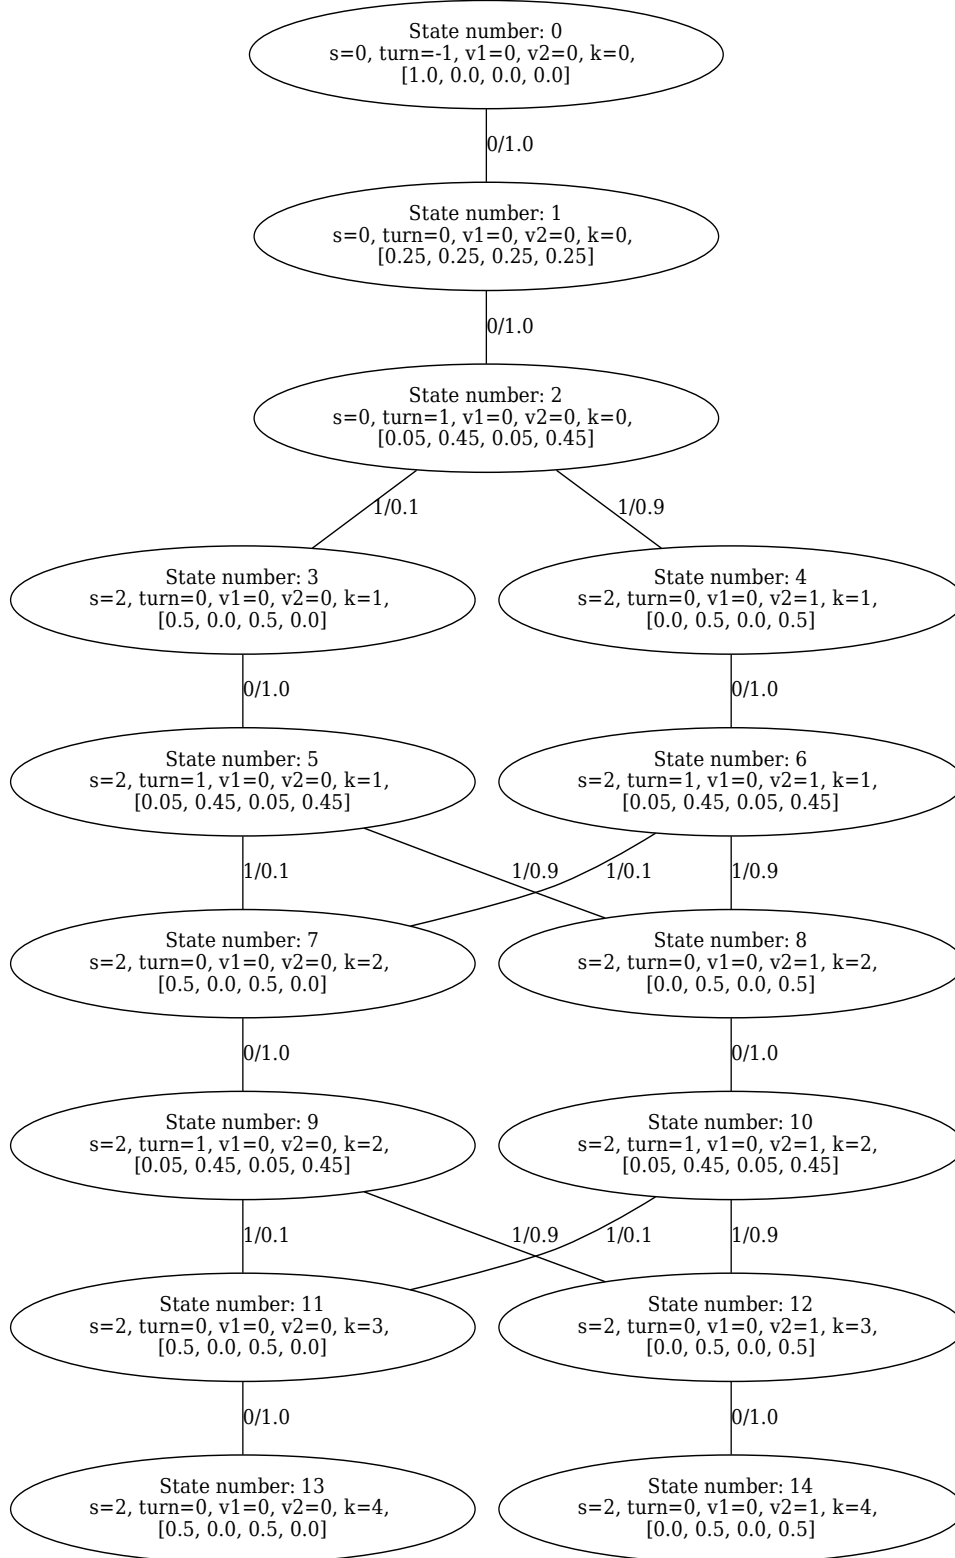 State number: 0
s=0, turn=-1, v1=0, v2=0, k=0,
[1.0, 0.0, 0.0, 0.0]
0/1.0
State number: 1
s=0, turn=0, v1=0, v2=0, k=0,
[0.25, 0.25, 0.25, 0.25]
0/1.0
State number: 2
s=0, turn=1, v1=0, v2=0, k=0,
[0.05, 0.45, 0.05, 0.45]
1/0.1
1/0.9
State number: 3
s=2, turn=0, v1=0, v2=0, k=1,
[0.5, 0.0, 0.5, 0.0]
State number: 4
s=2, turn=0, v1=0, v2=1, k=1,
[0.0, 0.5, 0.0, 0.5]
0/1.0
0/1.0
State number: 5
s=2, turn=1, v1=0, v2=0, k=1,
[0.05, 0.45, 0.05, 0.45]
State number: 6
s=2, turn=1, v1=0, v2=1, k=1,
[0.05, 0.45, 0.05, 0.45]
1/0.1
1/0.9
1/0.1
1/0.9
State number: 7
s=2, turn=0, v1=0, v2=0, k=2,
[0.5, 0.0, 0.5, 0.0]
State number: 8
s=2, turn=0, v1=0, v2=1, k=2,
[0.0, 0.5, 0.0, 0.5]
0/1.0
0/1.0
State number: 9
s=2, turn=1, v1=0, v2=0, k=2,
[0.05, 0.45, 0.05, 0.45]
State number: 10
s=2, turn=1, v1=0, v2=1, k=2,
[0.05, 0.45, 0.05, 0.45]
1/0.1
1/0.9
1/0.1
1/0.9
State number: 11
s=2, turn=0, v1=0, v2=0, k=3,
[0.5, 0.0, 0.5, 0.0]
State number: 12
s=2, turn=0, v1=0, v2=1, k=3,
[0.0, 0.5, 0.0, 0.5]
0/1.0
0/1.0
State number: 13
s=2, turn=0, v1=0, v2=0, k=4,
[0.5, 0.0, 0.5, 0.0]
State number: 14
s=2, turn=0, v1=0, v2=1, k=4,
[0.0, 0.5, 0.0, 0.5]